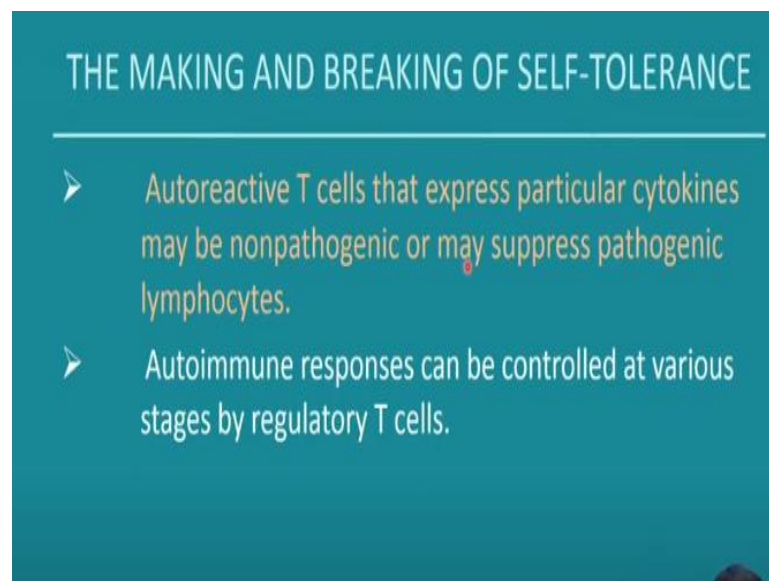 THE MAKING AND BREAKING OF SELF-TOLERANCE
➢ Autoreactive T cells that express particular cytokines
may be nonpathogenic or may suppress pathogenic
lymphocytes.
➢ Autoimmune responses can be controlled at various
stages by regulatory T cells.